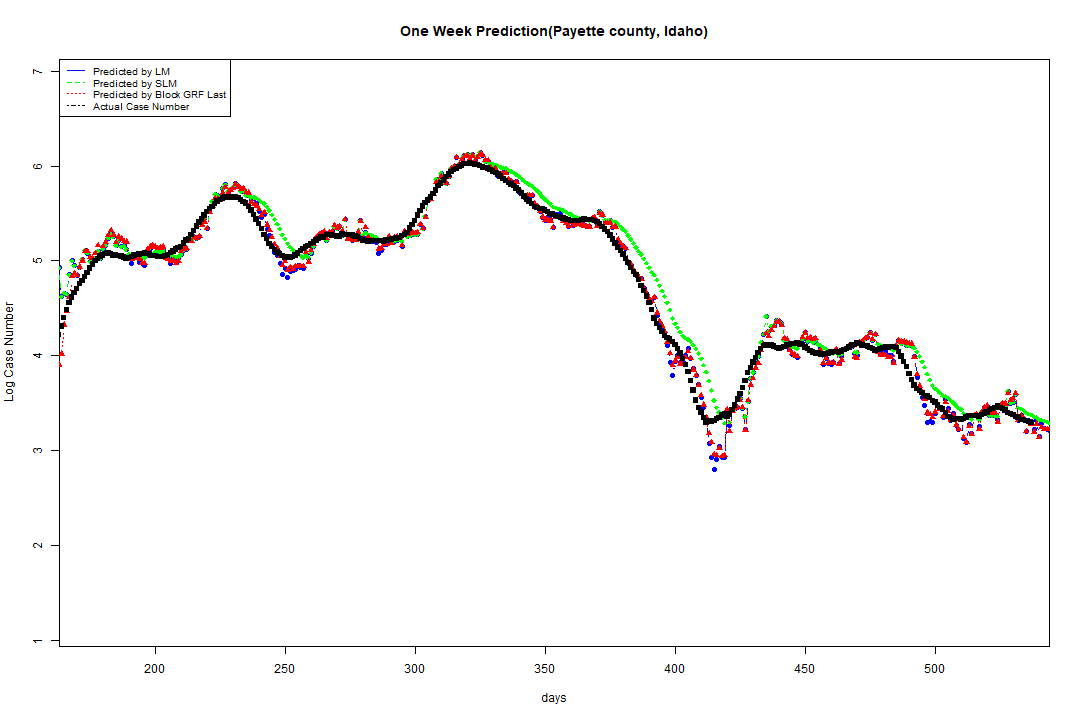 One Week Prediction(Payette county, Idaho)
Predicted by LM
Predicted by SLM
Predicted by Block GRF Last
Actual Case Number
7
6
5
4
3
2
1
Log Case Number
200 250 300 350 400 450 500
days